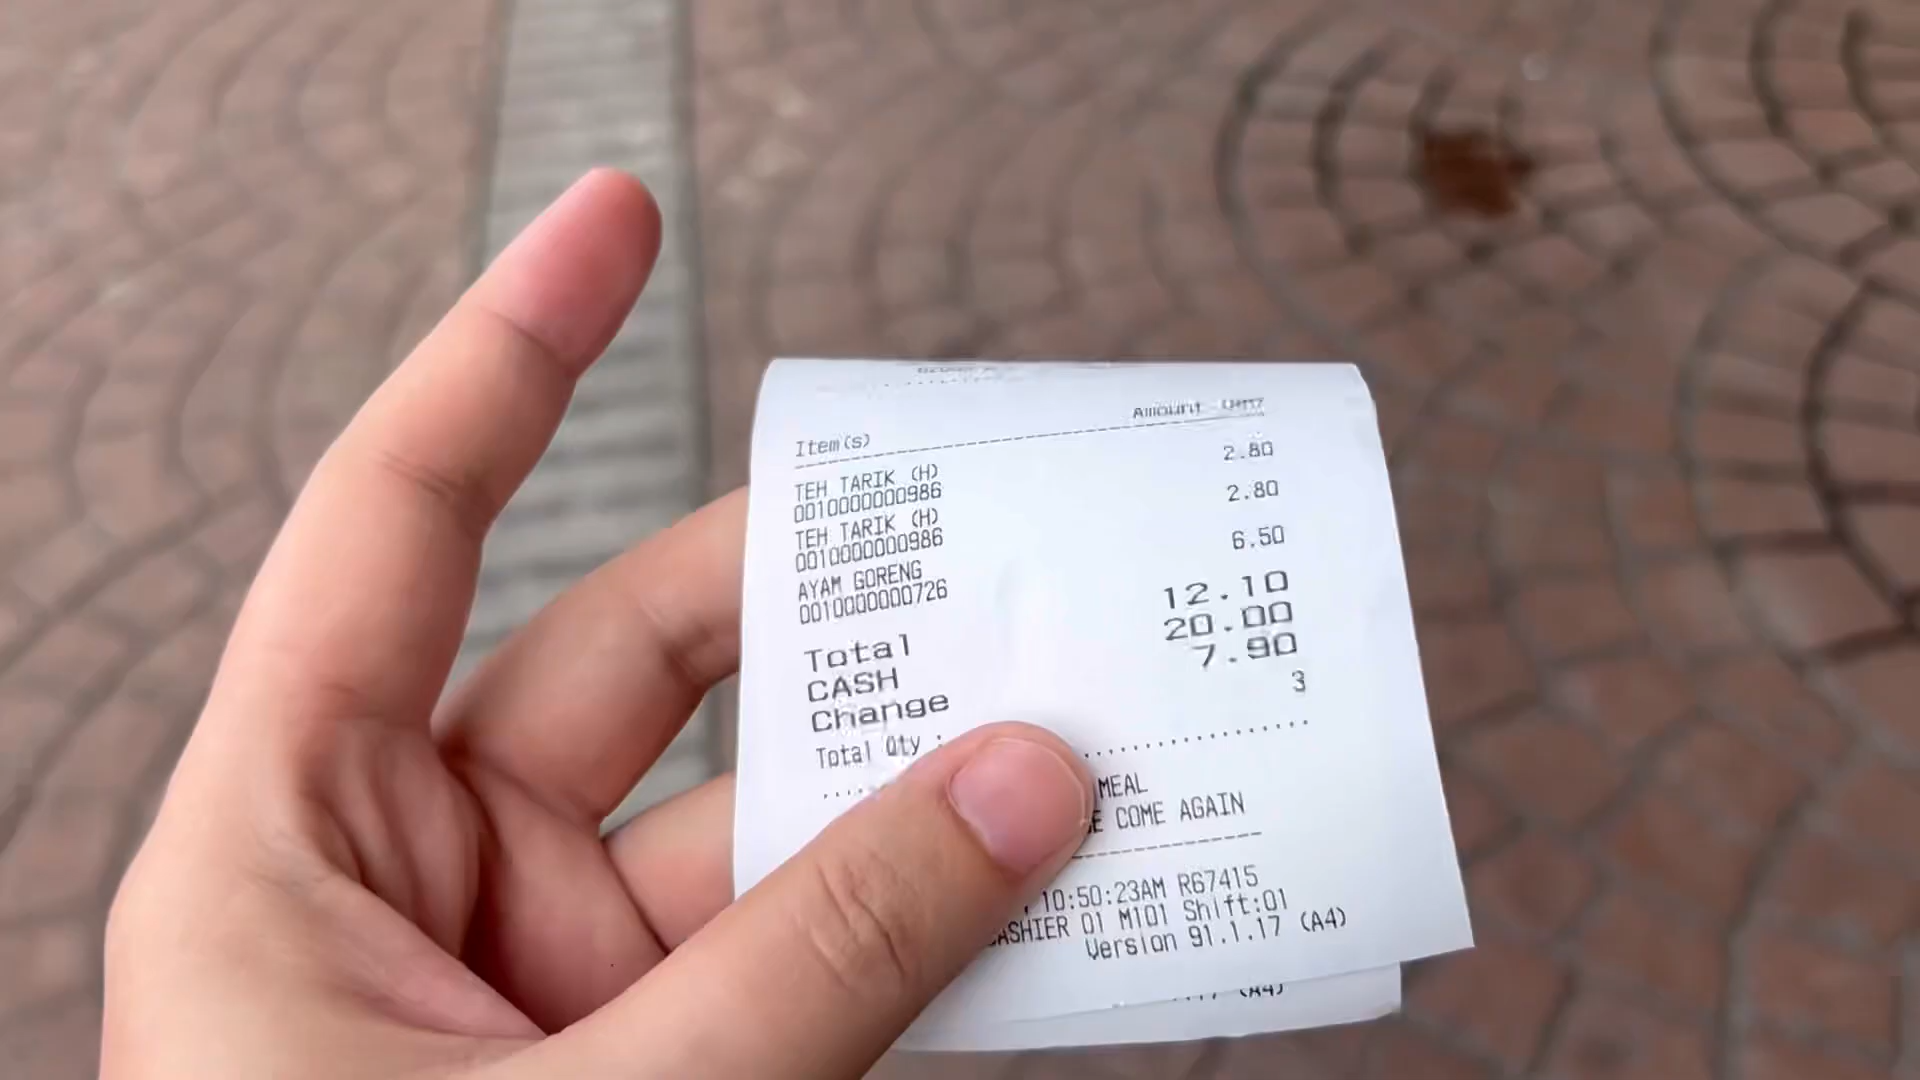 Item(s) Amount
TEH TARIK (H) 2.80
0010000000986
TEH TARIK (H) 2.80
0010000000986
AYAM GORENG 6.50
0010000000726
Total 12.10
CASH 20.00
Change 7.90
Total Qty : 3
MEAL
COME AGAIN
10:50:23AM R67415
ASHIER 01 M101 Shift:01
Version 91.1.17 (A4)
(A4)